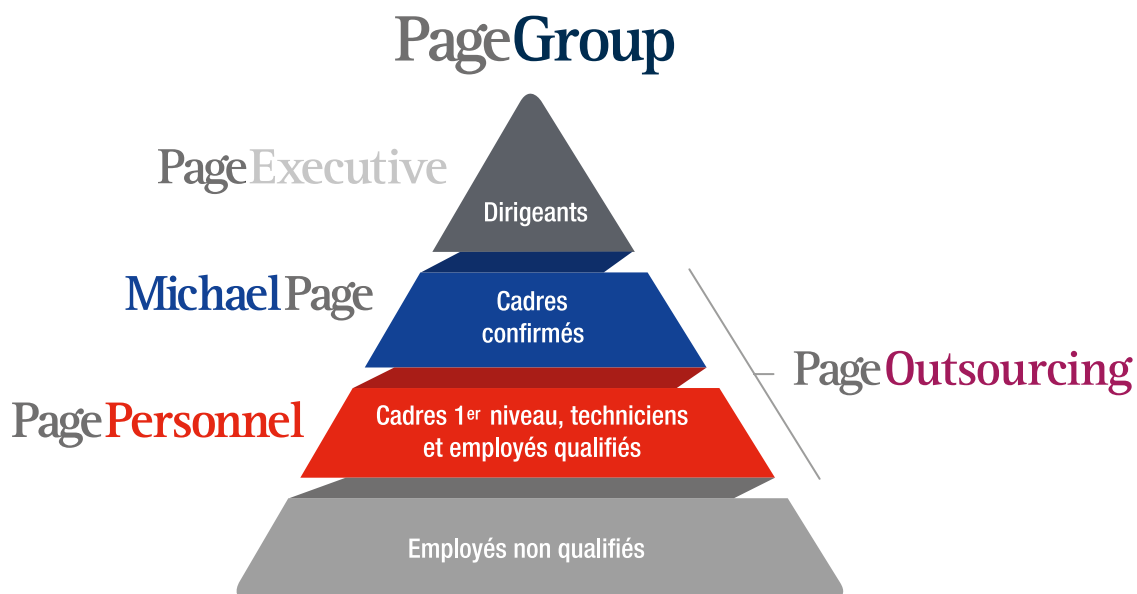 PageGroup
PageExecutive
Dirigeants
MichaelPage
Cadres
confirmés
PageOutsourcing
PagePersonnel
Cadres 1er niveau, techniciens
et employés qualifiés
Employés non qualifiés